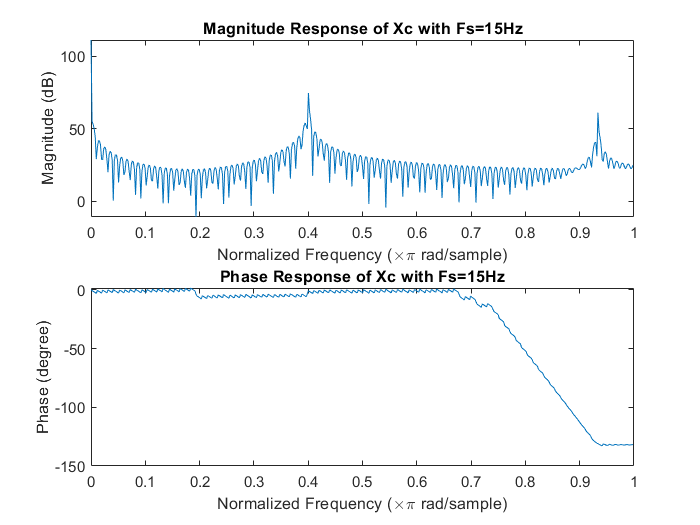 Magnitude Response of Xc with Fs=15Hz
100
50
0
Magnitude (dB)
0 0.1 0.2 0.3 0.4 0.5 0.6 0.7 0.8 0.9 1
Normalized Frequency (×π rad/sample)
Phase Response of Xc with Fs=15Hz
0
-50
-100
-150
Phase (degree)
0 0.1 0.2 0.3 0.4 0.5 0.6 0.7 0.8 0.9 1
Normalized Frequency (×π rad/sample)